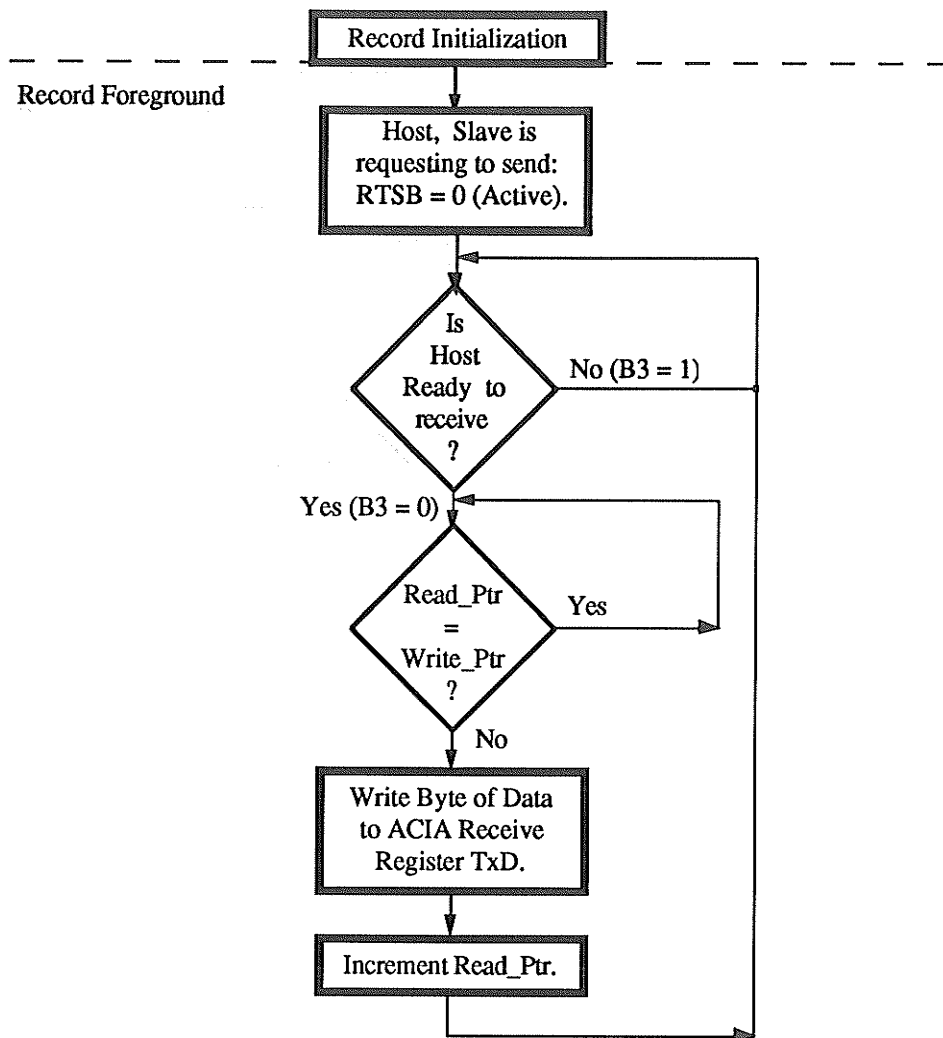 Record Initialization
Record Foreground
Host, Slave is
requesting to send:
RTSB = 0 (Active).
Is
Host
Ready to
receive
?
No (B3 = 1)
Yes (B3 = 0)
Read_Ptr
=
Write_Ptr
?
Yes
No
Write Byte of Data
to ACIA Receive
Register TxD.
Increment Read_Ptr.